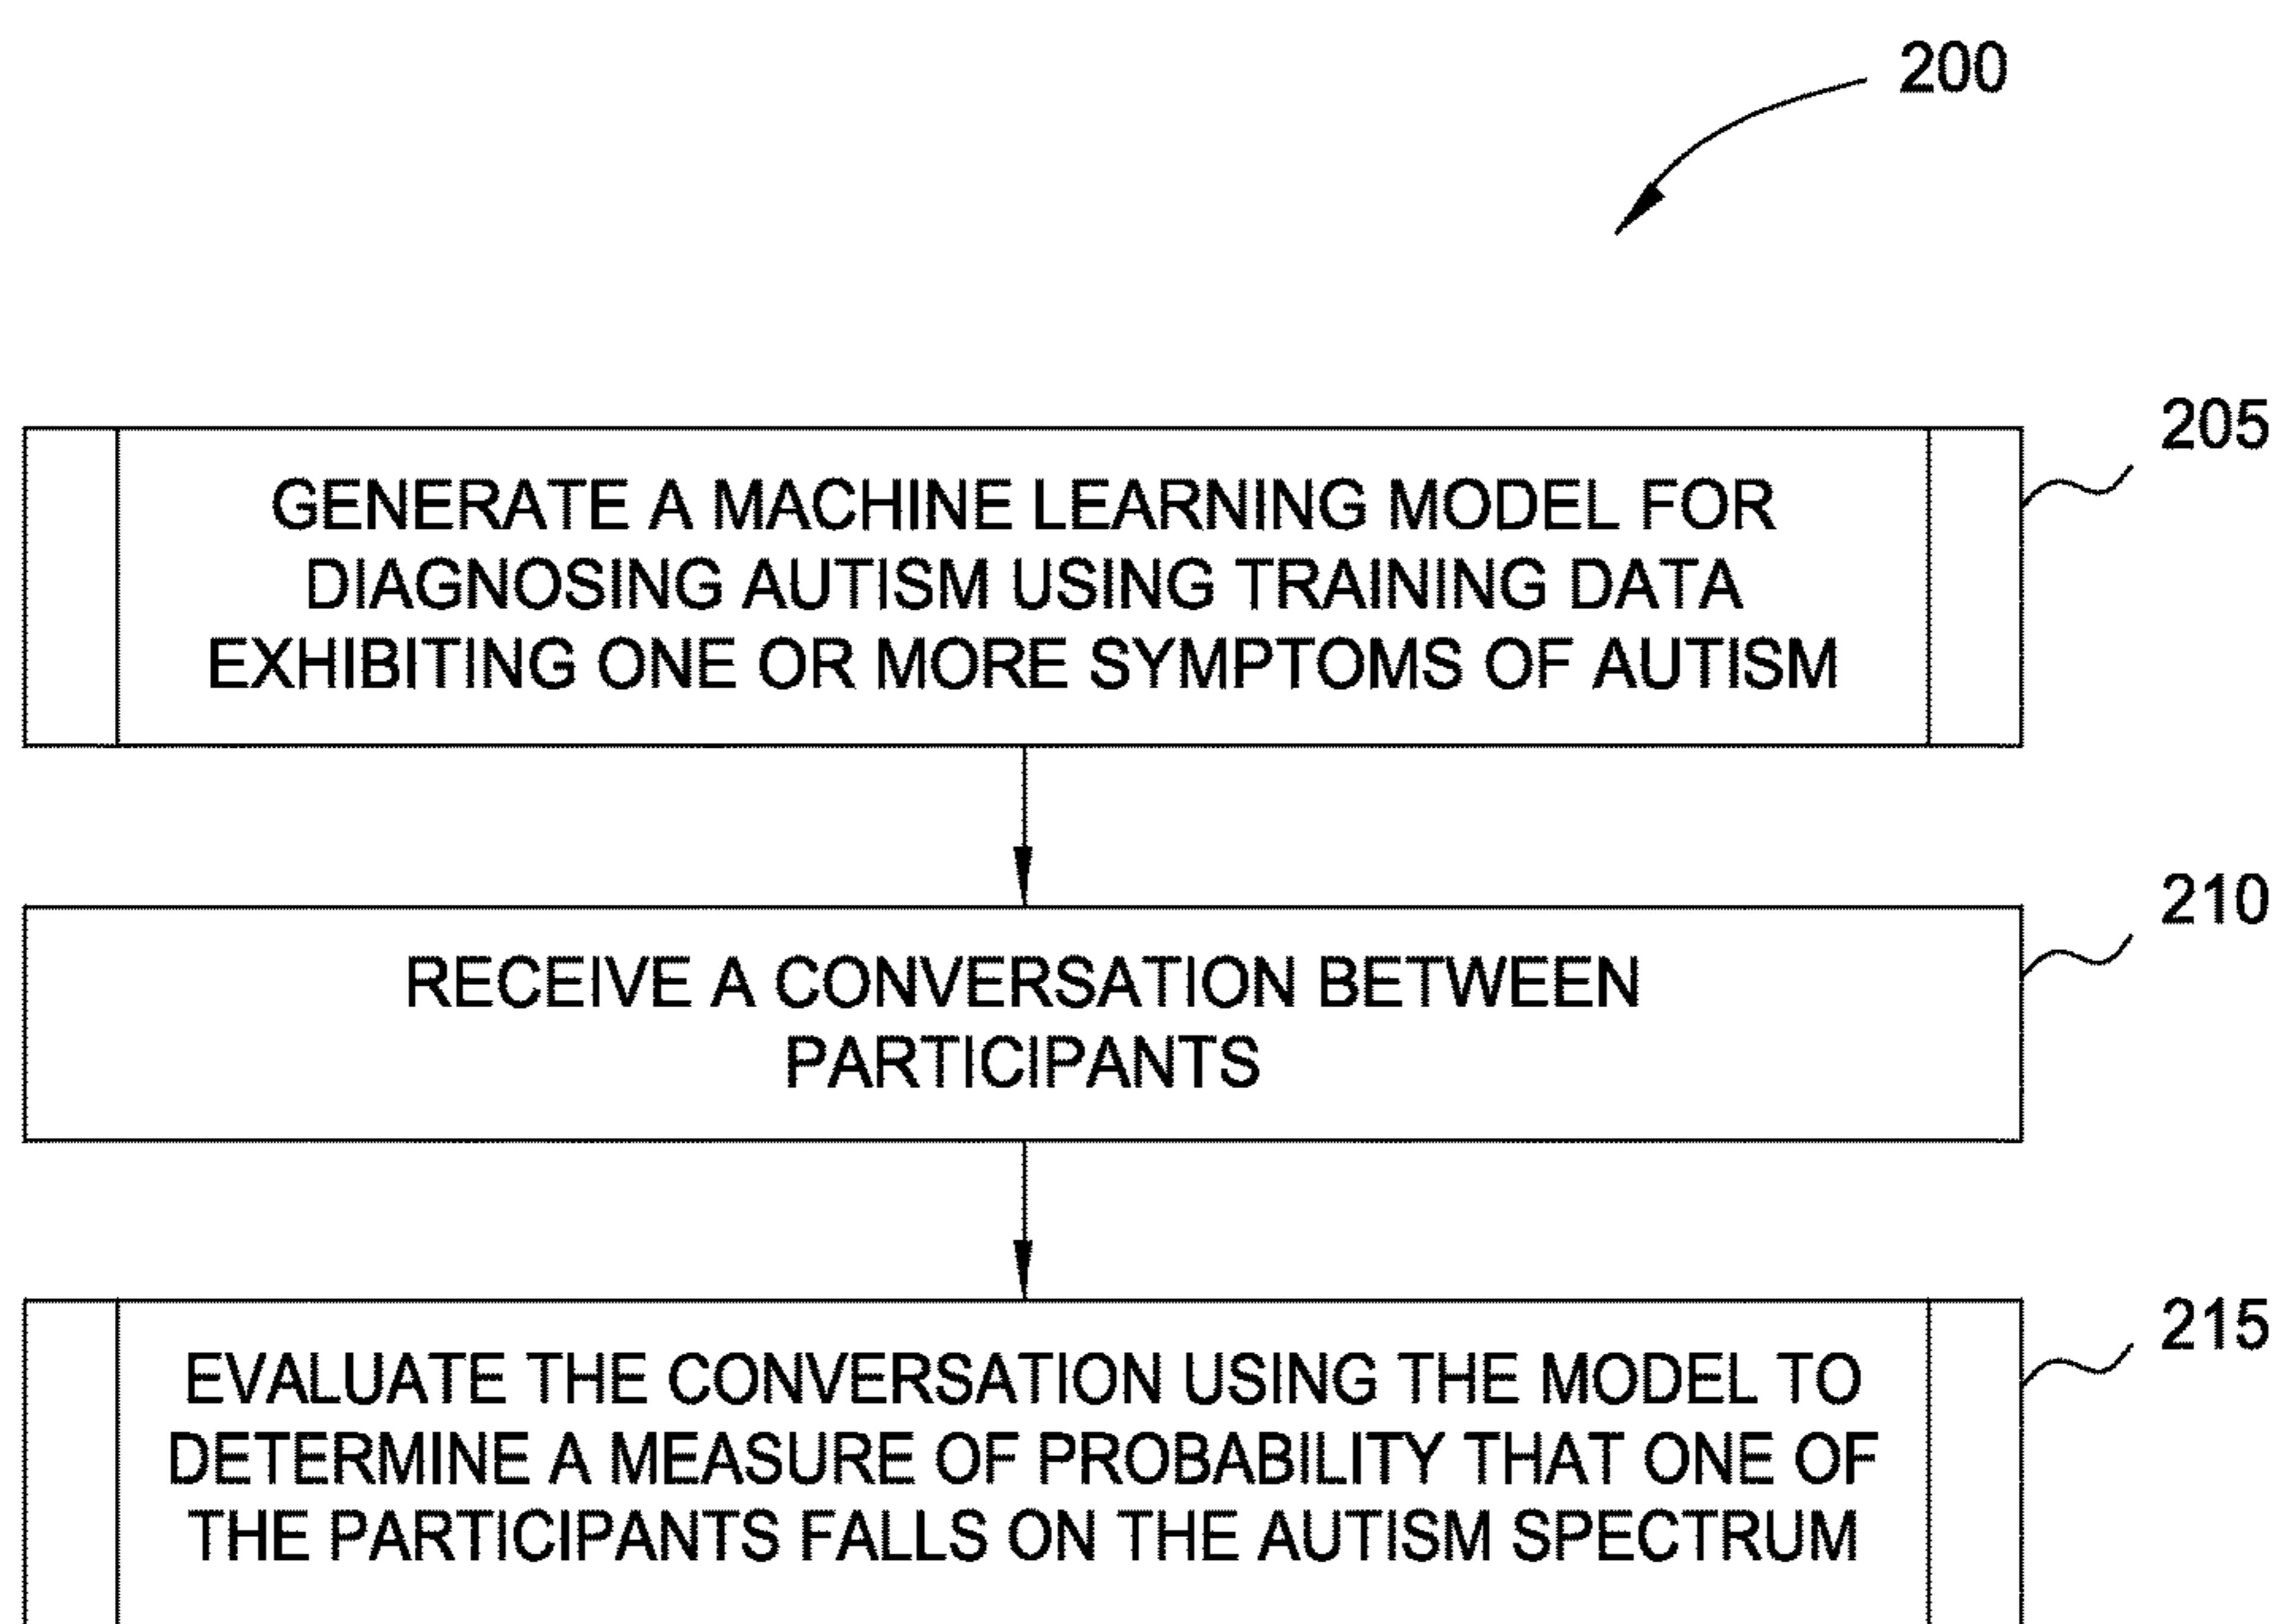 200
205
GENERATE A MACHINE LEARNING MODEL FOR
DIAGNOSING AUTISM USING TRAINING DATA
EXHIBITING ONE OR MORE SYMPTOMS OF AUTISM
210
RECEIVE A CONVERSATION BETWEEN
PARTICIPANTS
215
EVALUATE THE CONVERSATION USING THE MODEL TO
DETERMINE A MEASURE OF PROBABILITY THAT ONE OF
THE PARTICIPANTS FALLS ON THE AUTISM SPECTRUM